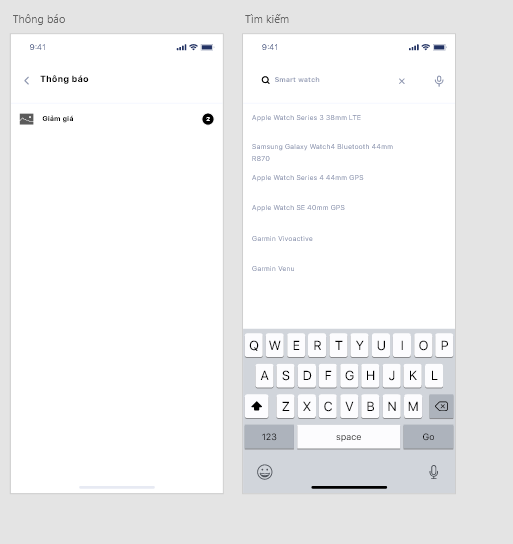 Thông báo
9:41
Thông báo
Giảm giá
2
Tìm kiếm
9:41
Smart watch
Apple Watch Series 3 38mm LTE
Samsung Galaxy Watch4 Bluetooth 44mm
R870
Apple Watch Series 4 44mm GPS
Apple Watch SE 40mm GPS
Garmin Vivoactive
Garmin Venu
Q W E R T Y U I O P
A S D F G H J K L
Z X C V B N M
123 space Go